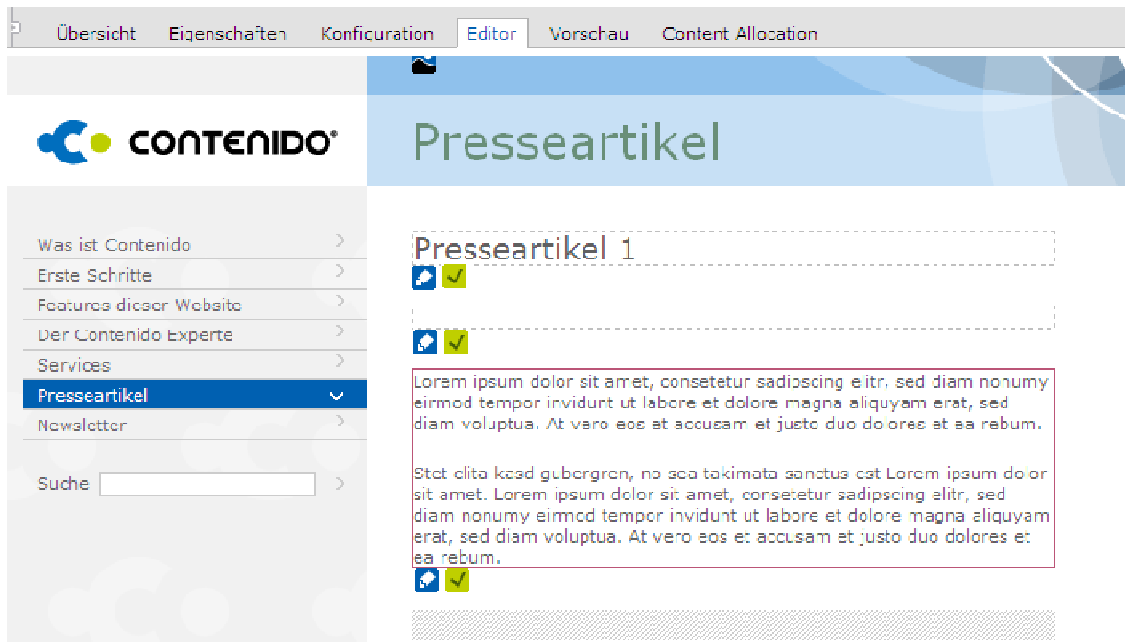 Übersicht Eigenschaften Konfiguration Editor Vorschau Content Allocation
CONTENIDO
Presseartikel
Was ist Contenido
Erste Schritte
Features dieser Website
Der Contenido Experte
Services
Presseartikel
Newsletter
Suche
Presseartikel 1
Lorem ipsum dolor sit amet, consetetur sadipscing elitr, sed diam nonumy
eirmod tempor invidunt ut labore et dolore magna aliquyam erat, sed
diam voluptua. At vero eos et accusam et justo duo dolores et ea rebum.
Stet clita kasd gubergren, no sea takimata sanctus est Lorem ipsum dolor
sit amet. Lorem ipsum dolor sit amet, consetetur sadipscing elitr, sed
diam nonumy eirmod tempor invidunt ut labore et dolore magna aliquyam
erat, sed diam voluptua. At vero eos et accusam et justo duo dolores et
ea rebum.